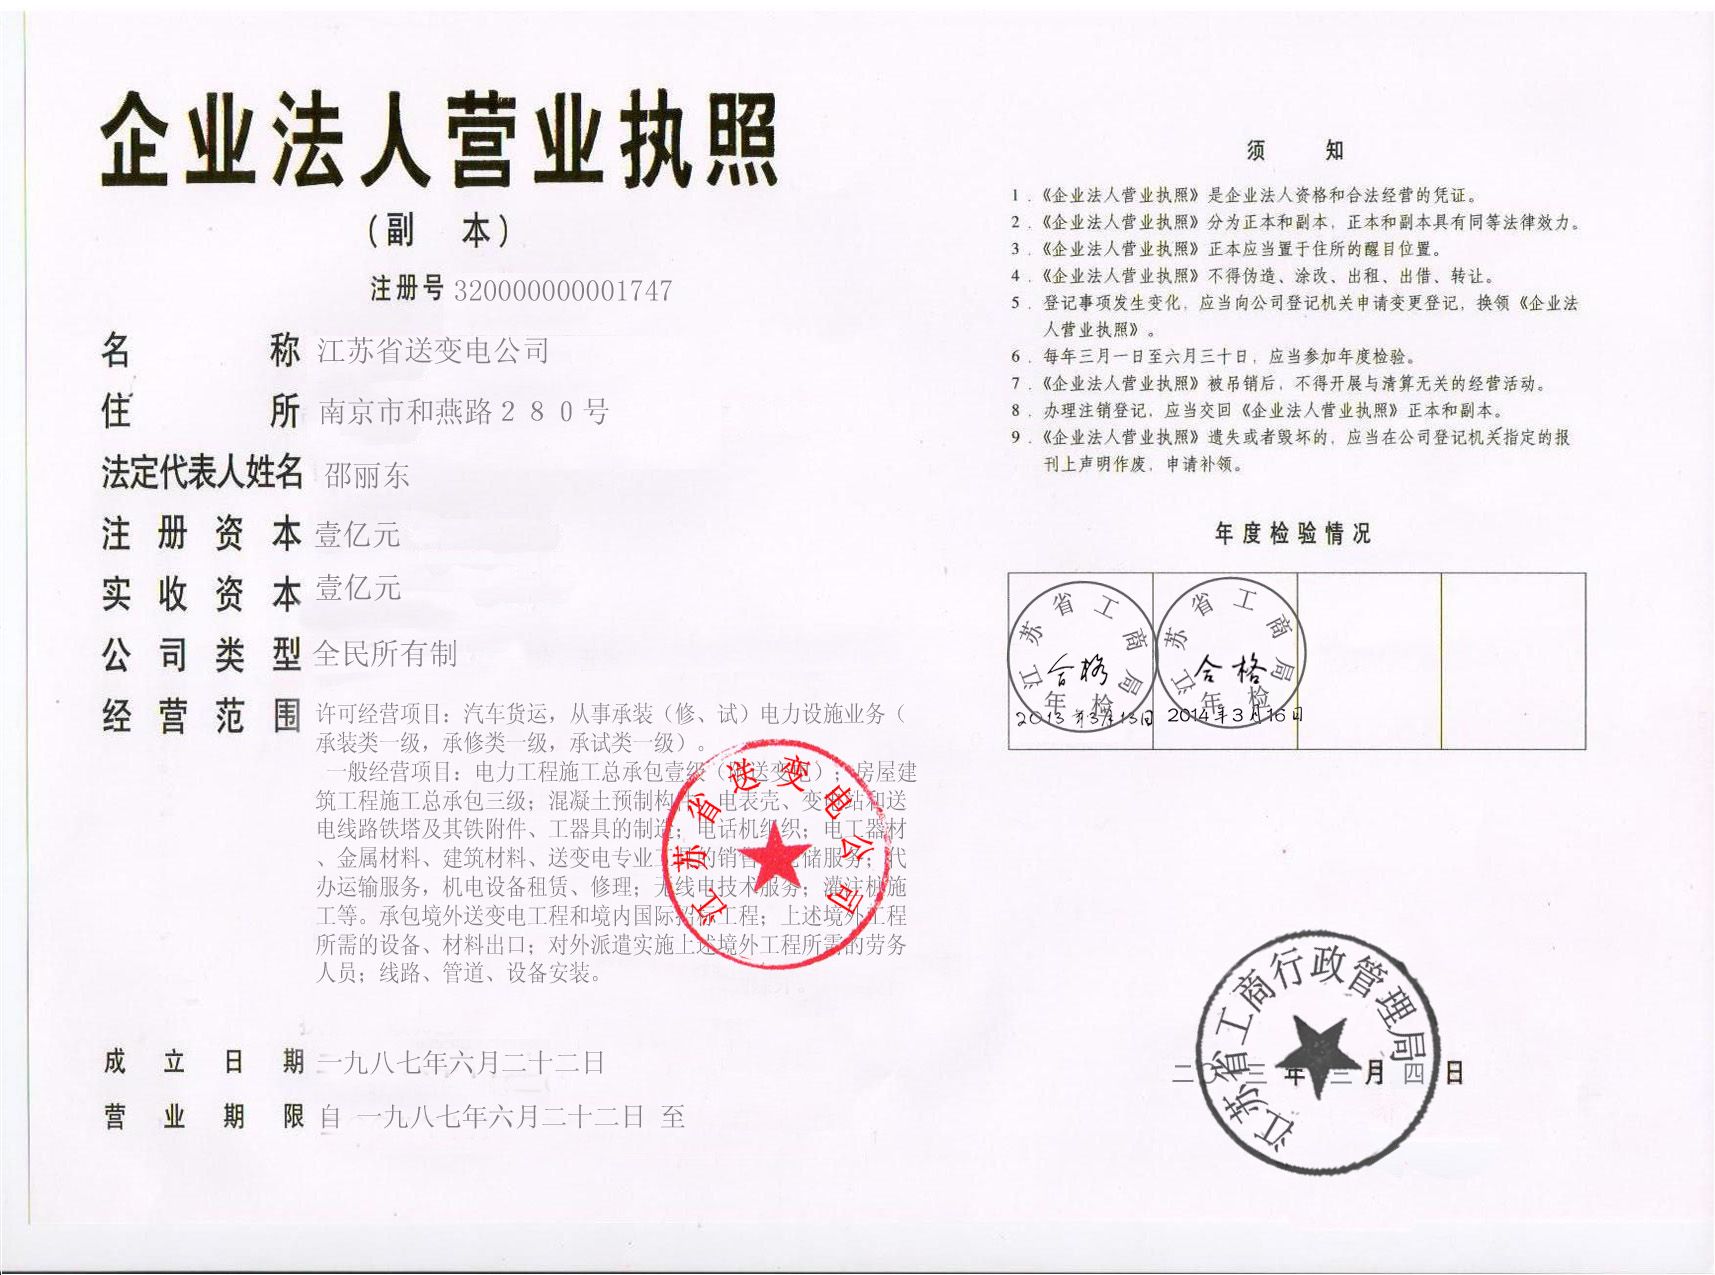 企业法人营业执照
（副 本）
注册号 320000000001747
名 称 江苏省送变电公司
住 所 南京市和燕路２８０号
法定代表人姓名 邵丽东
注册资本 壹亿元
实收资本 壹亿元
公司类型 全民所有制
经营范围 许可经营项目：汽车货运，从事承装（修、试）电力设施业务（
承装类一级，承修类一级，承试类一级）。
一般经营项目：电力工程施工总承包壹级（ 送变电）；房屋建
筑工程施工总承包三级；混凝土预制构件、电表壳、变电站和送
电线路铁塔及其铁附件、工器具的制造；电话机组织；电工器材
、金属材料、建筑材料、送变电专业工具的销售， 储服务；代
办运输服务，机电设备租赁、修理；无线电技术服务；灌注桩施
工等。承包境外送变电工程和境内国际招标工程；上述境外工程
所需的设备、材料出口；对外派遣实施上述境外工程所需的劳务
人员；线路、管道、设备安装。
江苏省送变电公司
成立日期 一九八七年六月二十二日
营业期限 自 一九八七年六月二十二日 至
须 知
1．《企业法人营业执照》是企业法人资格和合法经营的凭证。
2．《企业法人营业执照》分为正本和副本，正本和副本具有同等法律效力。
3．《企业法人营业执照》正本应当置于住所的醒目位置。
4．《企业法人营业执照》不得伪造、涂改、出租、出借、转让。
5．登记事项发生变化，应当向公司登记机关申请变更登记，换领《企业法
人营业执照》。
6．每年三月一日至六月三十日，应当参加年度检验。
7．《企业法人营业执照》被吊销后，不得开展与清算无关的经营活动。
8．办理注销登记，应当交回《企业法人营业执照》正本和副本。
9．《企业法人营业执照》遗失或者毁坏的，应当在公司登记机关指定的报
刊上声明作废，申请补领。
年度检验情况
江苏省工商局
合格
年检
2013年3月13日
江苏省工商局
合格
年检
2014年3月16日
江苏省工商行政管理局
二〇 三年三月 四日